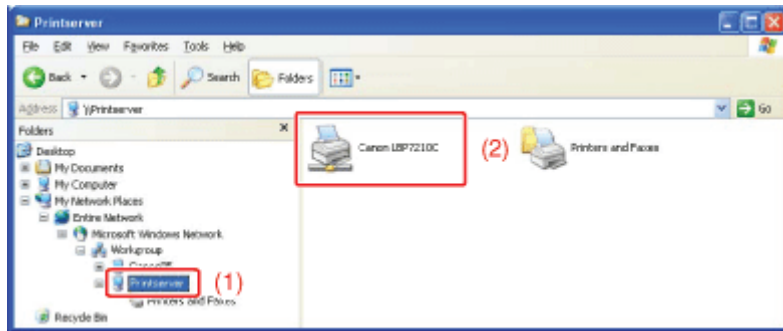 Printserver
File Edit View Favorites Tools Help
Back Search Folders
Address \\Printserver Go
Folders
Desktop
My Documents
My Computer
My Network Places
Entire Network
Microsoft Windows Network
Workgroup
Printserver (1)
Printers and Faxes
Recycle Bin
Canon LBP7210C (2) Printers and Faxes